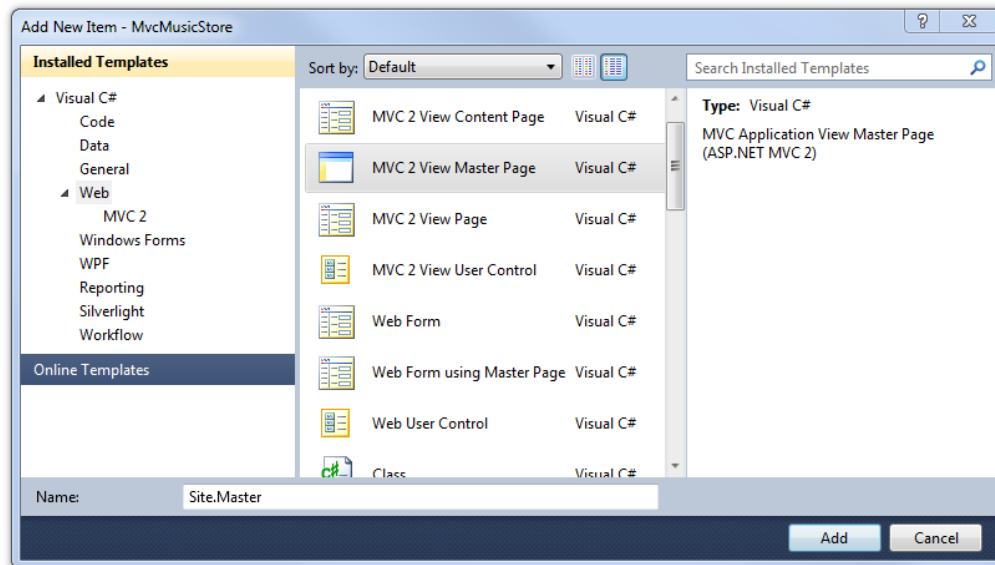 Add New Item - MvcMusicStore
Installed Templates
Visual C#
Code
Data
General
Web
MVC 2
Windows Forms
WPF
Reporting
Silverlight
Workflow
Online Templates
Sort by: Default
MVC 2 View Content Page Visual C#
MVC 2 View Master Page Visual C#
MVC 2 View Page Visual C#
MVC 2 View User Control Visual C#
Web Form Visual C#
Web Form using Master Page Visual C#
Web User Control Visual C#
Class Visual C#
Search Installed Templates
Type: Visual C#
MVC Application View Master Page
(ASP.NET MVC 2)
Name: Site.Master
Add Cancel